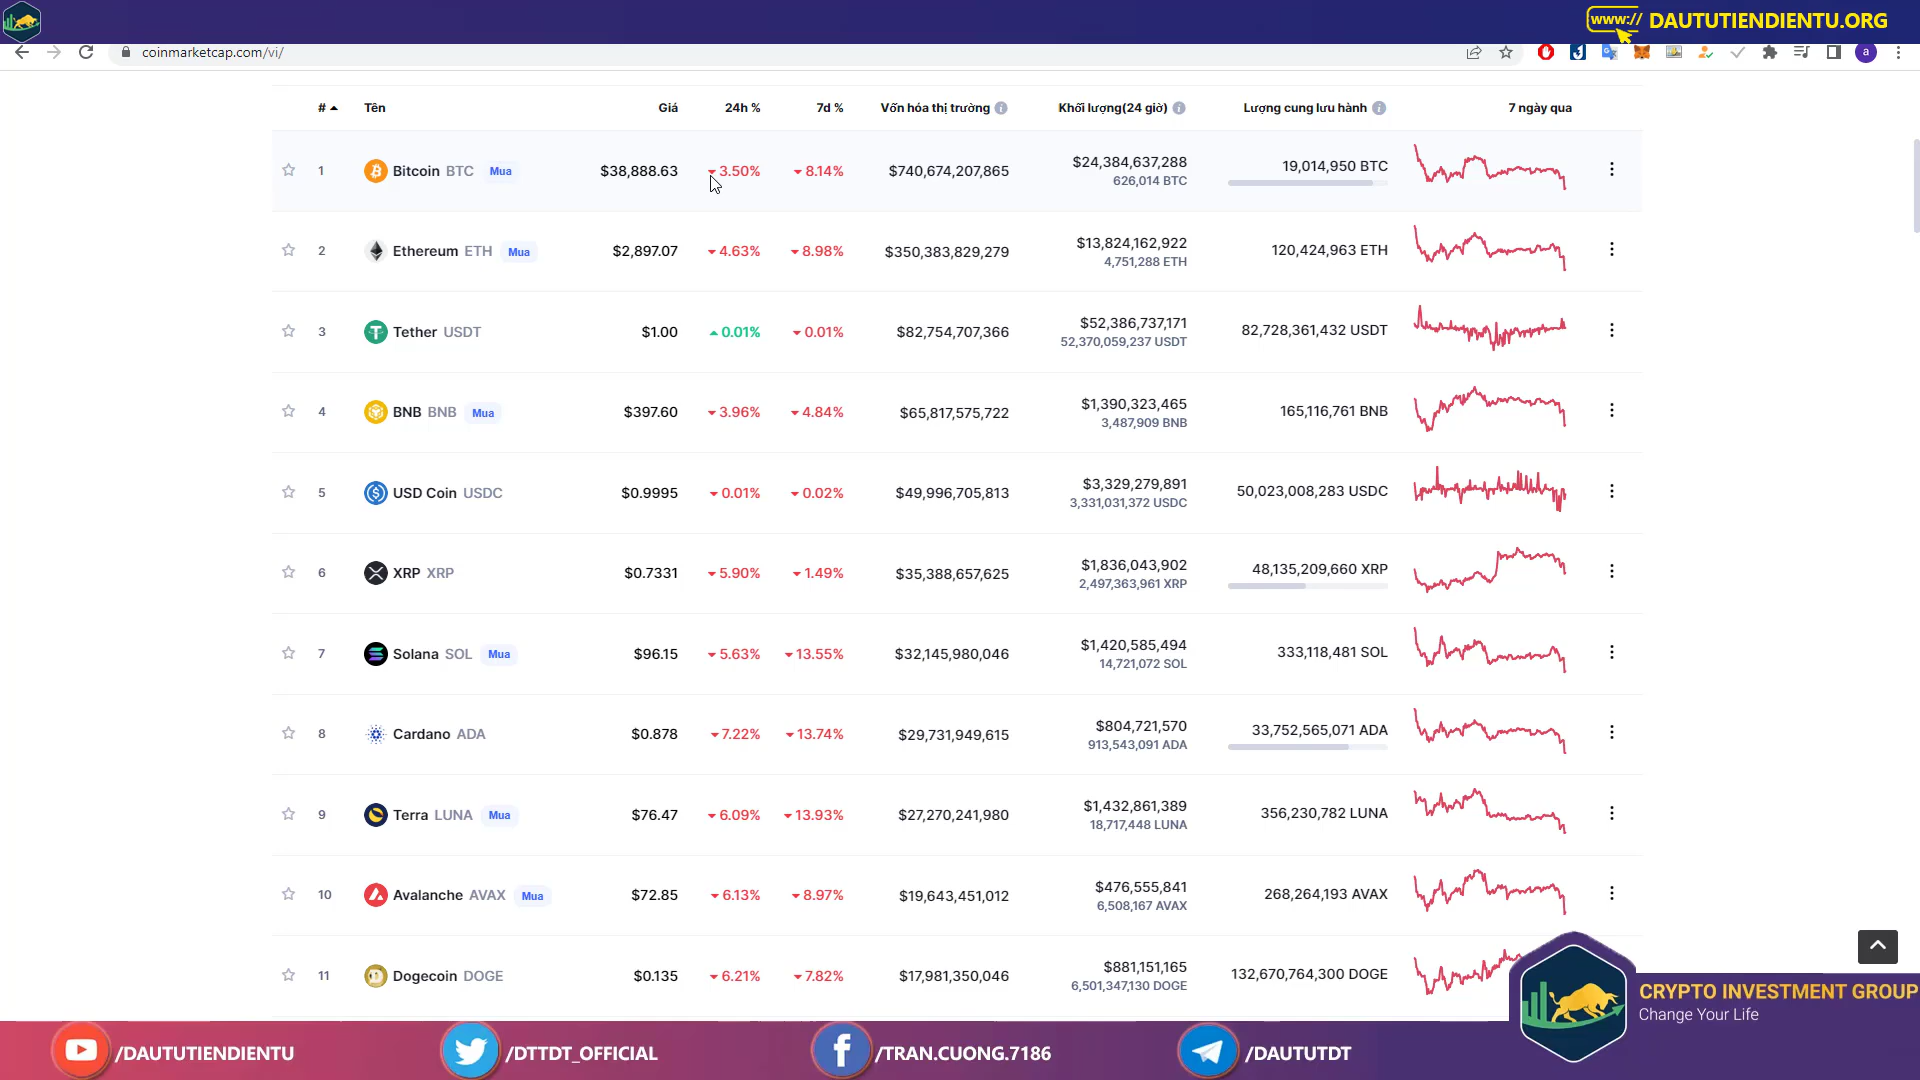 www:// DAUTUTIENDIENTU.ORG
coinmarketcap.com/vi/
a
# Tên Giá 24h % 7d % Vốn hóa thị trường Khối lượng(24 giờ) Lượng cung lưu hành 7 ngày qua
1 Bitcoin BTC Mua $38,888.63 3.50% 8.14% $740,674,207,865 $24,384,637,288 19,014,950 BTC
626,014 BTC
2 Ethereum ETH Mua $2,897.07 4.63% 8.98% $350,383,829,279 $13,824,162,922 120,424,963 ETH
4,751,288 ETH
3 Tether USDT $1.00 0.01% 0.01% $82,754,707,366 $52,386,737,171 82,728,361,432 USDT
52,370,059,237 USDT
4 BNB BNB Mua $397.60 3.96% 4.84% $65,817,575,722 $1,390,323,465 165,116,761 BNB
3,487,909 BNB
5 USD Coin USDC $0.9995 0.01% 0.02% $49,996,705,813 $3,329,279,891 50,023,008,283 USDC
3,331,031,372 USDC
6 XRP XRP $0.7331 5.90% 1.49% $35,388,657,625 $1,836,043,902 48,135,209,660 XRP
2,497,363,961 XRP
7 Solana SOL Mua $96.15 5.63% 13.55% $32,145,980,046 $1,420,585,494 333,118,481 SOL
14,721,072 SOL
8 Cardano ADA $0.878 7.22% 13.74% $29,731,949,615 $804,721,570 33,752,565,071 ADA
913,543,091 ADA
9 Terra LUNA Mua $76.47 6.09% 13.93% $27,270,241,980 $1,432,861,389 356,230,782 LUNA
18,717,448 LUNA
10 Avalanche AVAX Mua $72.85 6.13% 8.97% $19,643,451,012 $476,555,841 268,264,193 AVAX
6,508,167 AVAX
11 Dogecoin DOGE $0.135 6.21% 7.82% $17,981,350,046 $881,151,165 132,670,764,300 DOGE
6,501,347,130 DOGE
CRYPTO INVESTMENT GROUP
Change Your Life
/DAUTUTIENDIENTU /DTTDT_OFFICIAL /TRAN.CUONG.7186 /DAUTUTDT